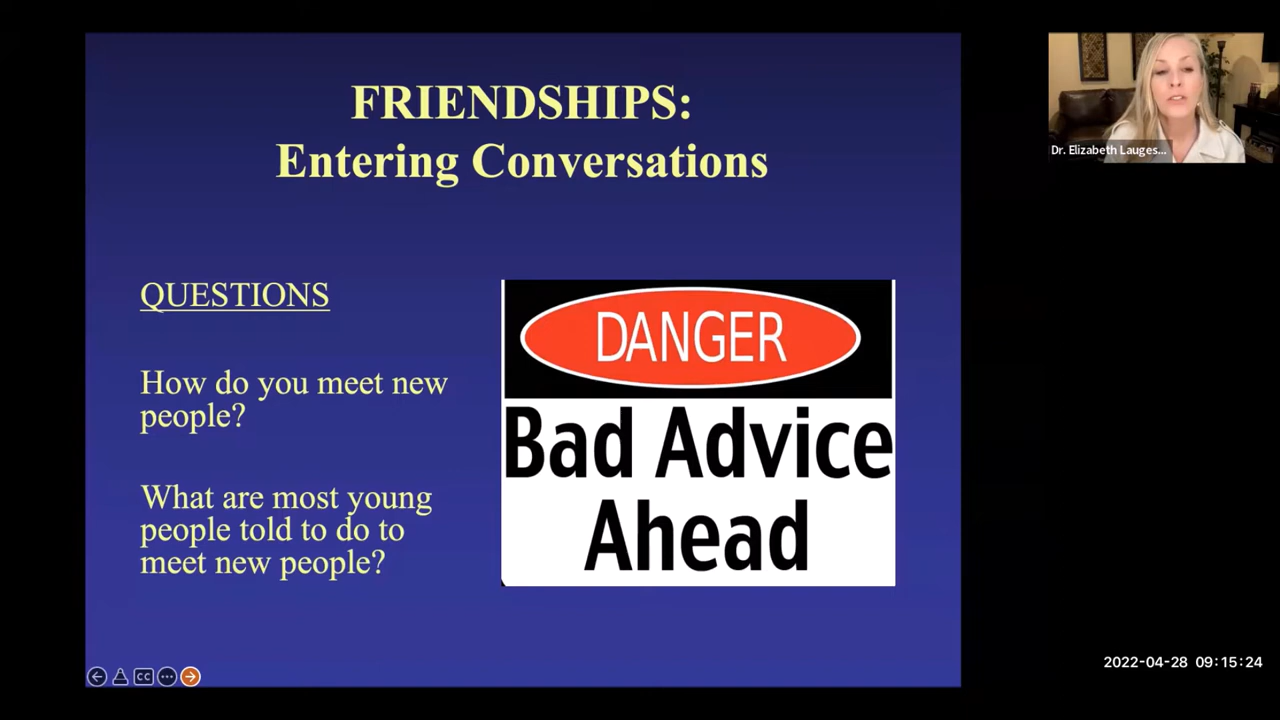 FRIENDSHIPS:
Entering Conversations
QUESTIONS
How do you meet new
people?
What are most young
people told to do to
meet new people?
DANGER
Bad Advice
Ahead
Dr. Elizabeth Lauges...
CC
2022-04-28 09:15:24